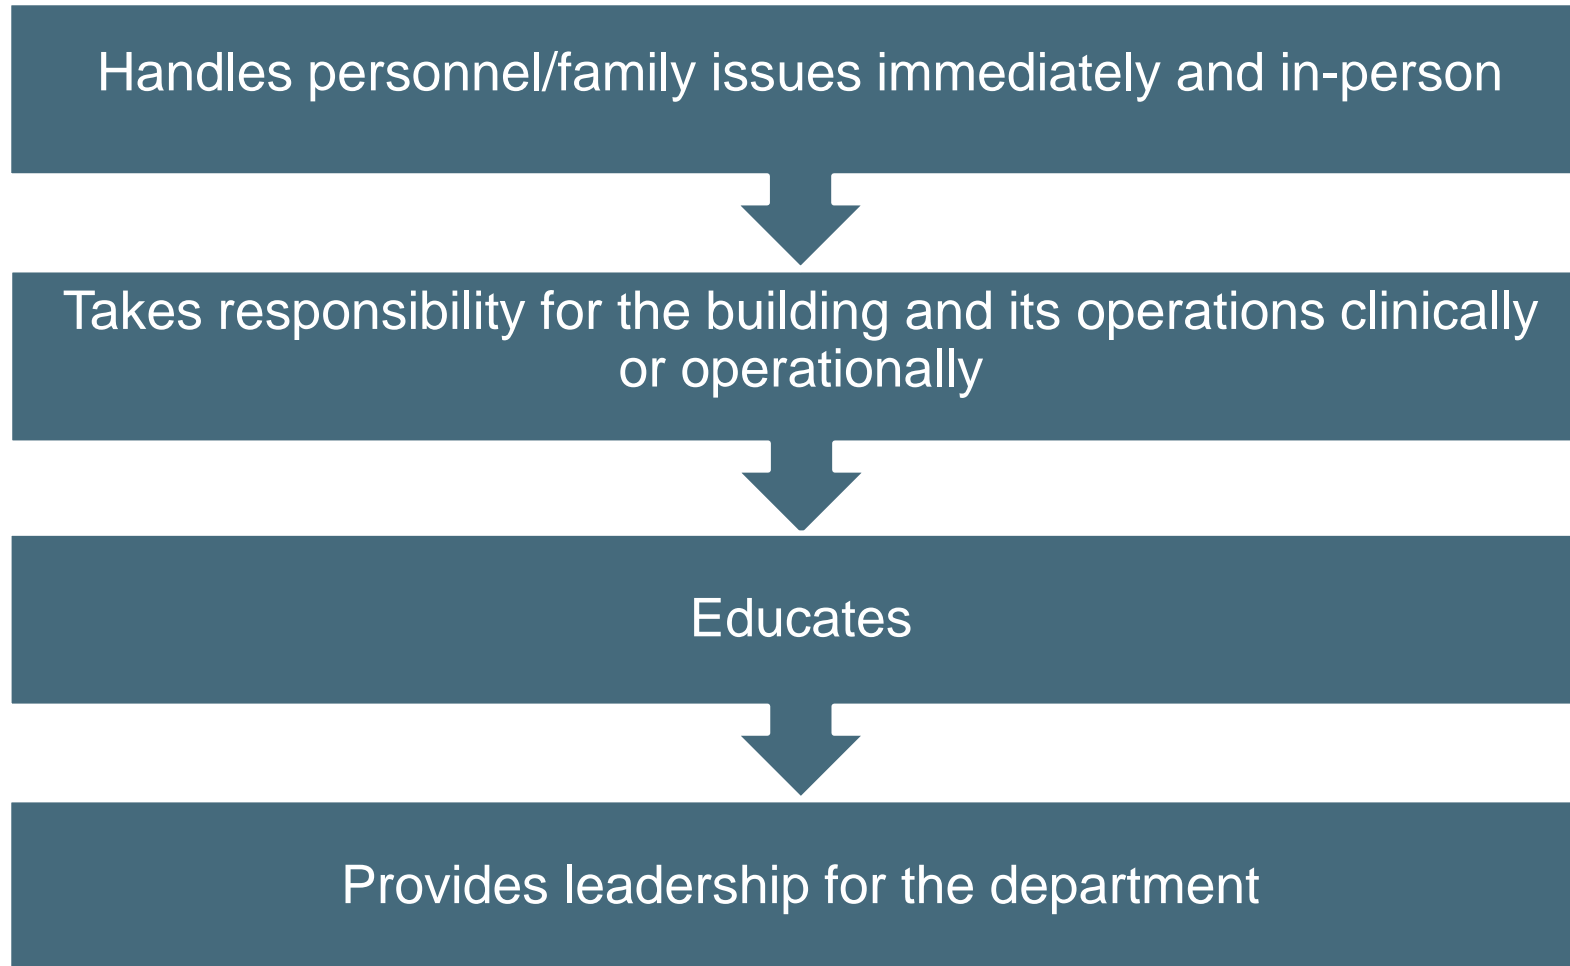 Handles personnel/family issues immediately and in-person
Takes responsibility for the building and its operations clinically
or operationally
Educates
Provides leadership for the department